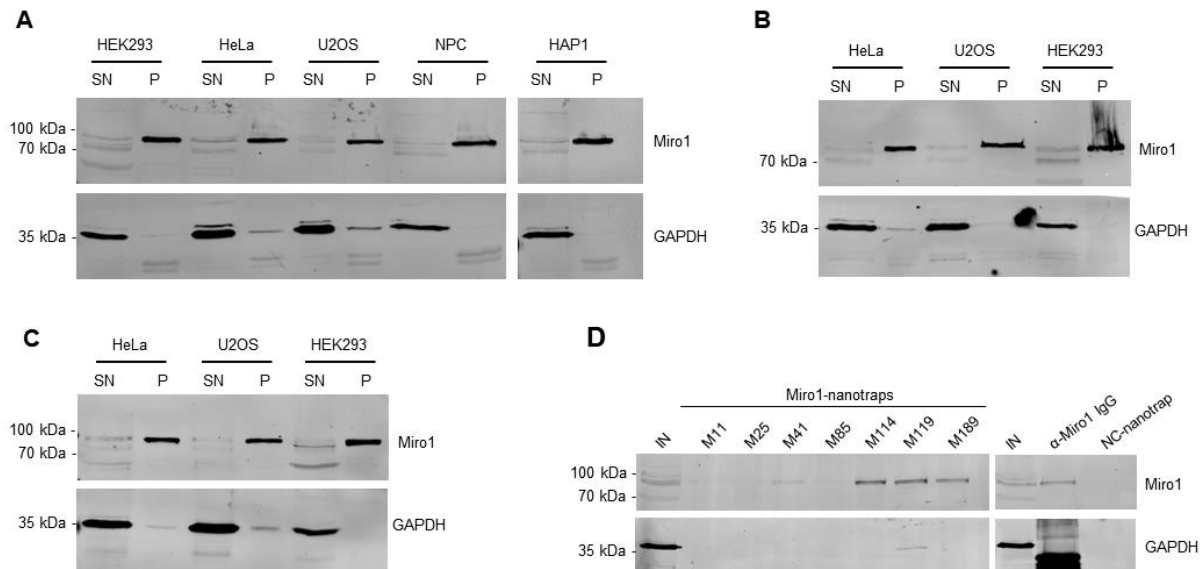 A
HEK293 HeLa U2OS NPC HAP1
SN P SN P SN P SN P SN P
100 kDa -
70 kDa -
Miro1
35 kDa -
GAPDH
B
HeLa U2OS HEK293
SN P SN P SN P
70 kDa -
Miro1
35 kDa -
GAPDH
C
HeLa U2OS HEK293
SN P SN P SN P
100 kDa -
70 kDa -
Miro1
35 kDa -
GAPDH
D
Miro1-nanotraps
IN M11 M25 M41 M85 M114 M119 M189 IN α-Miro1 IgG NC-nanotrap
100 kDa -
70 kDa -
Miro1
35 kDa -
GAPDH